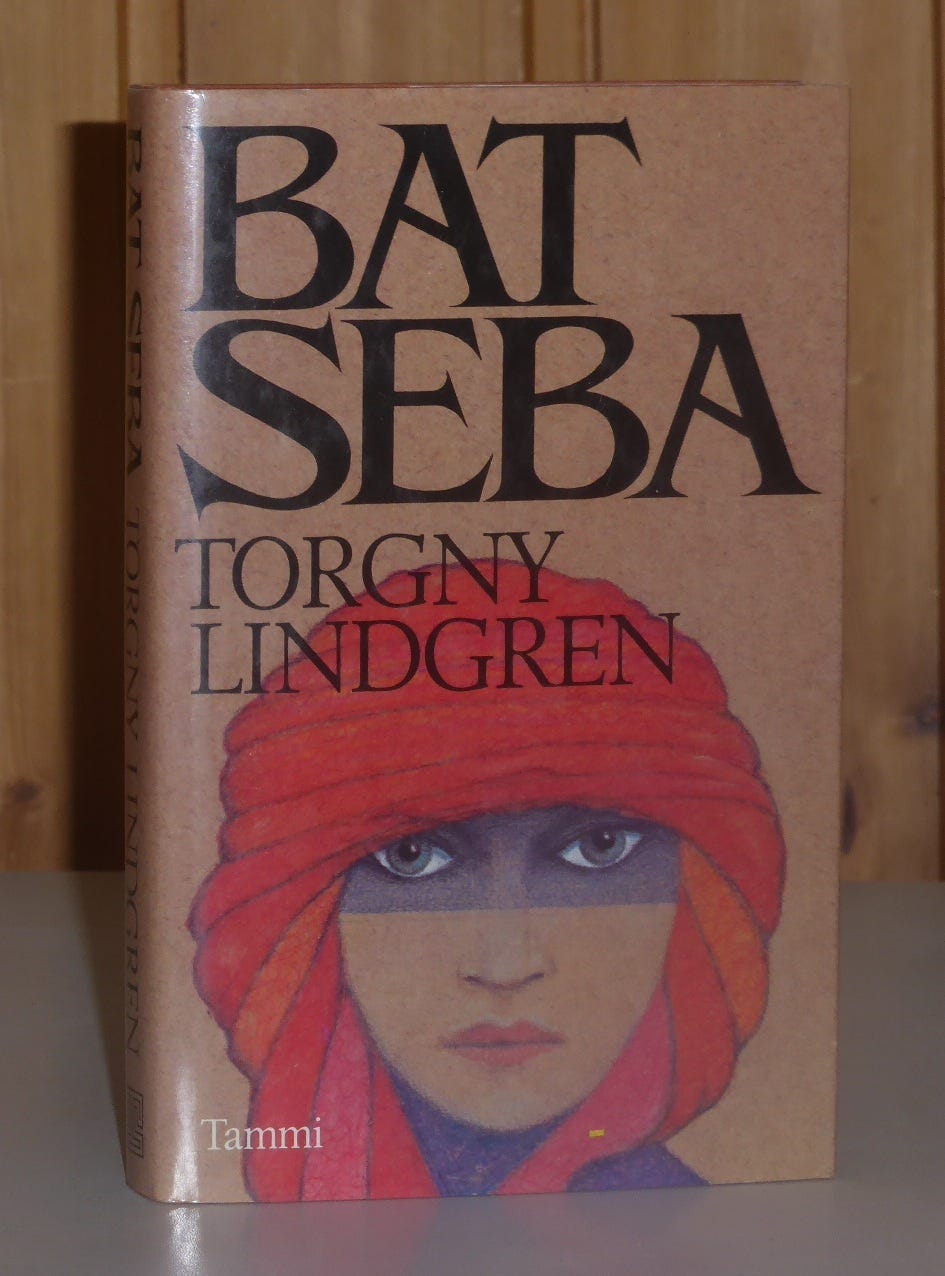 BAT
SEBA
TORGNY
LINDGREN
Tammi
BAT SEBA TORGNY LINDGREN